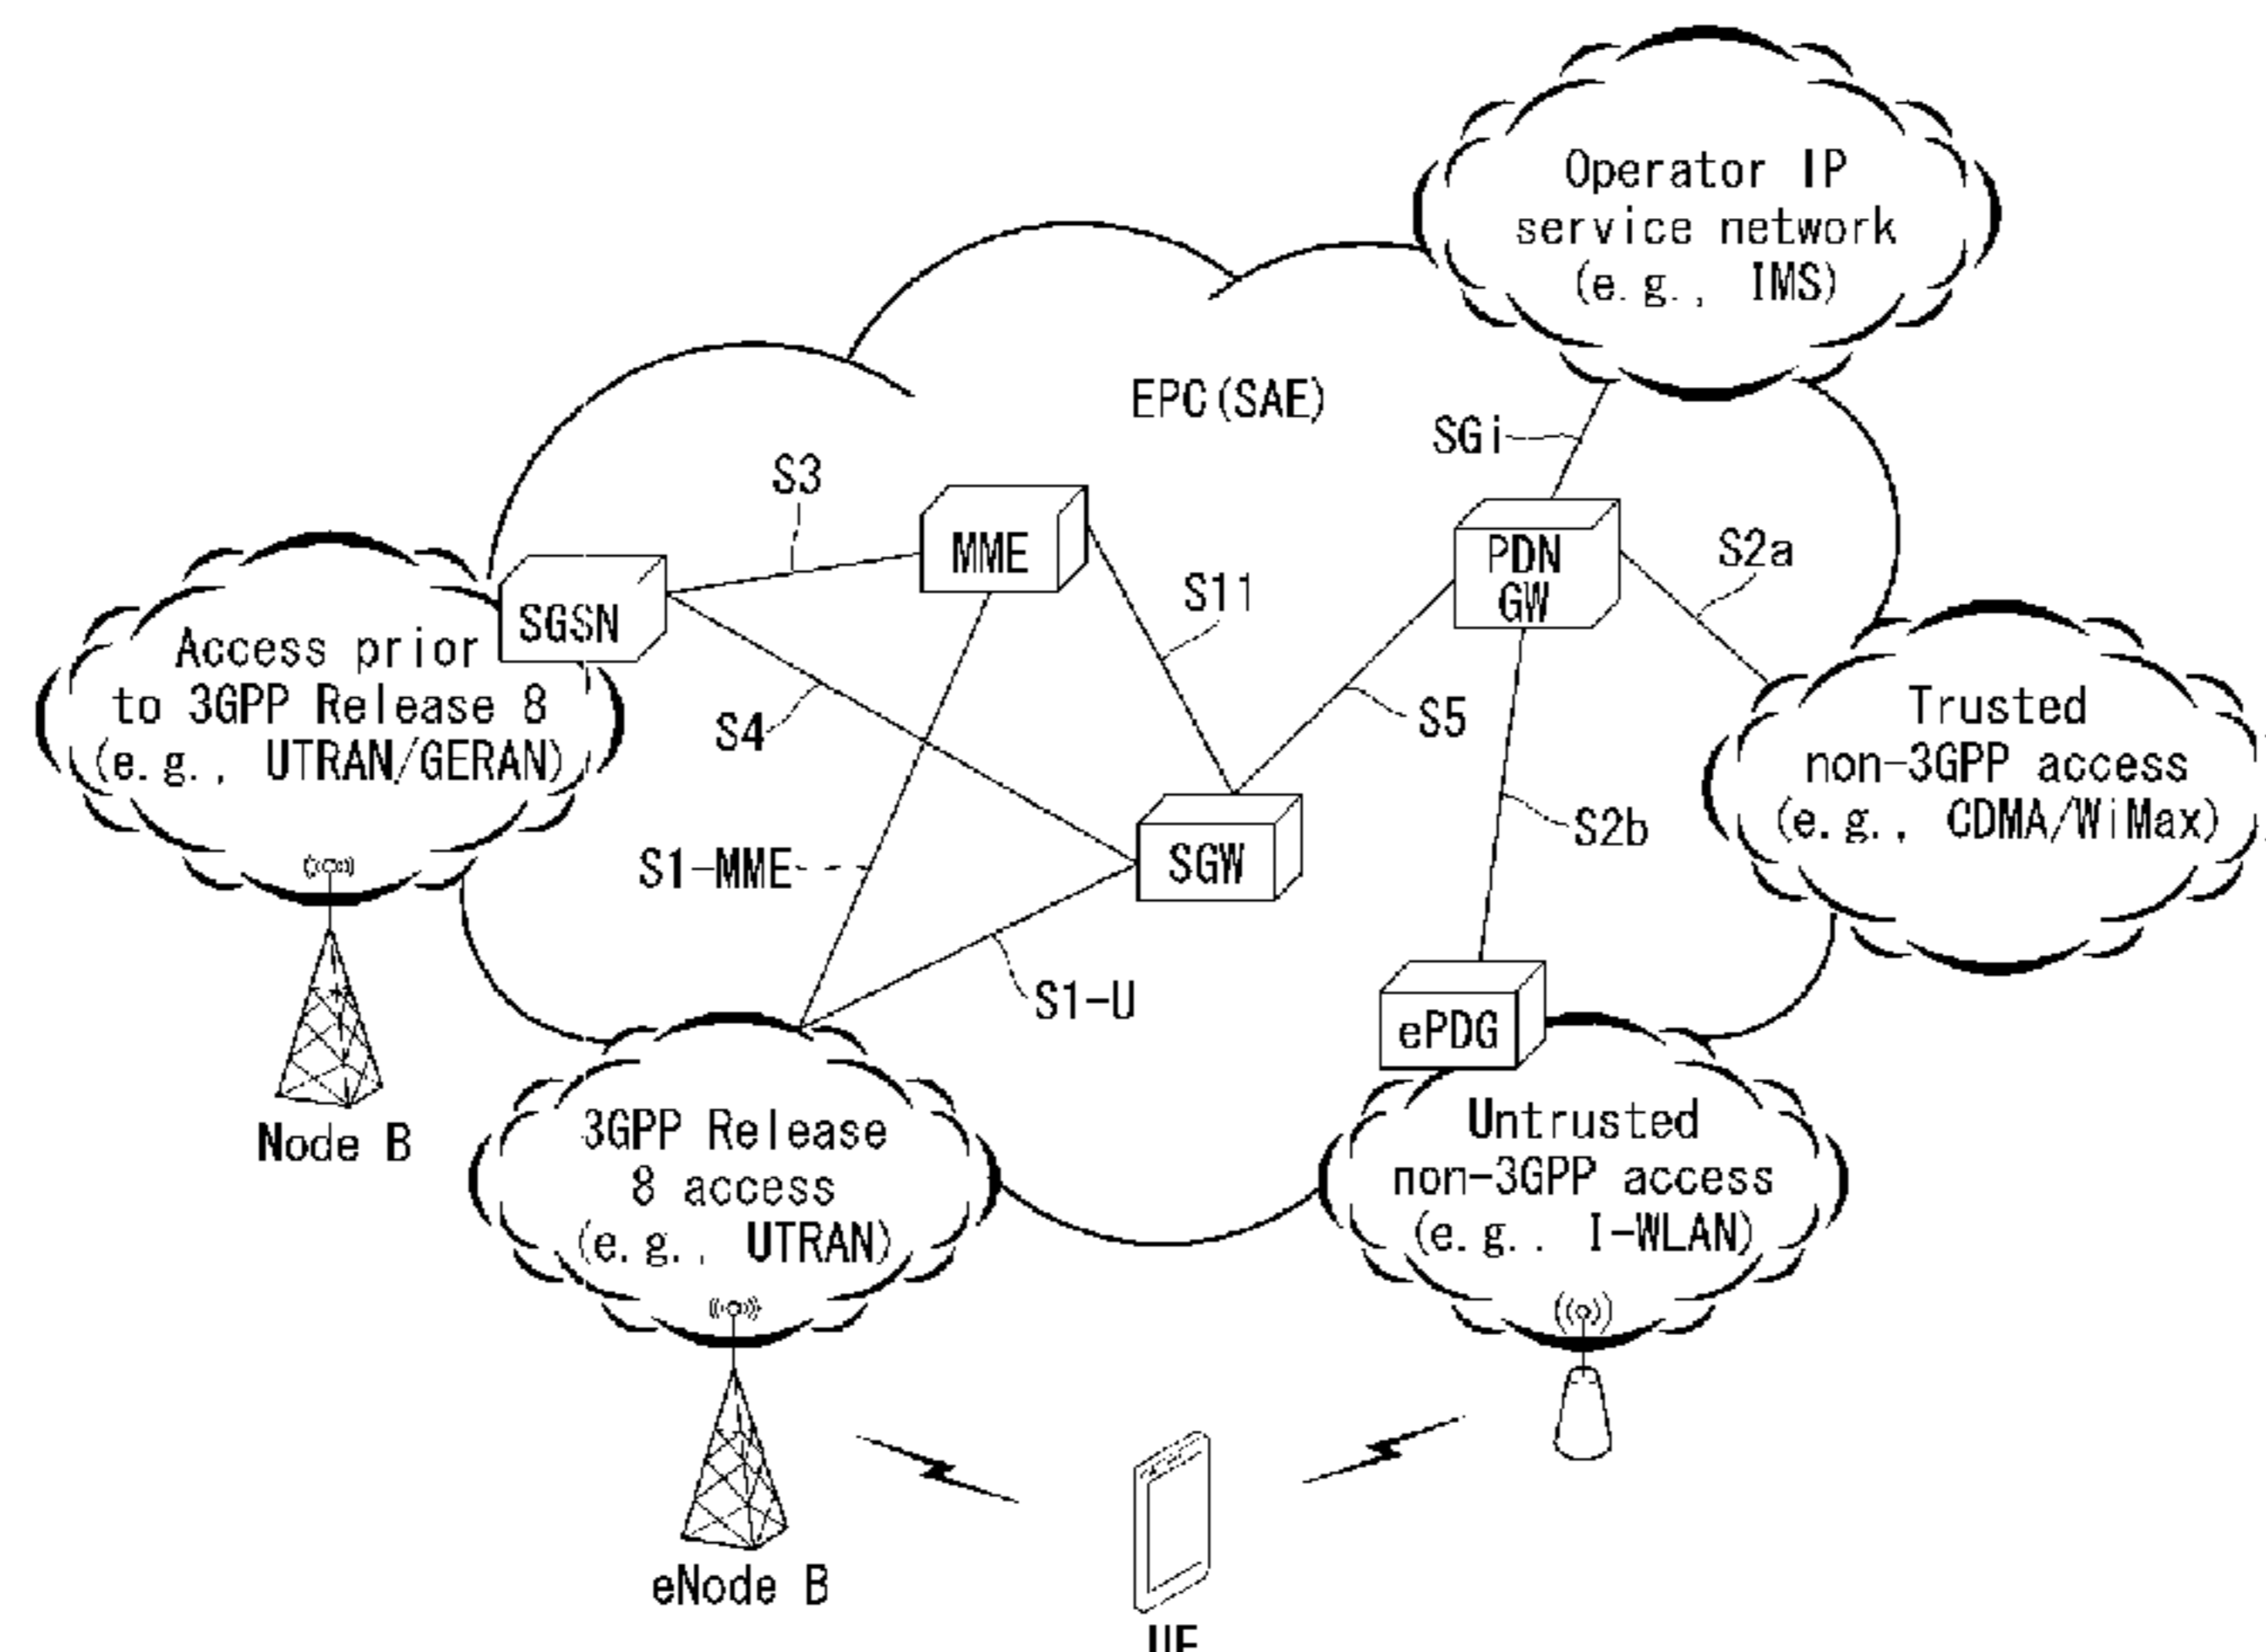 Operator IP
service network
(e.g., IMS)
EPC(SAE)
SGi
S3
MME
PDN
GW
S2a
SGSN
S11
Access prior
to 3GPP Release 8
(e.g., UTRAN/GERAN)
S4
S5
Trusted
non-3GPP access
(e.g., CDMA/WiMax)
S2b
S1-MME
SGW
S1-U
ePDG
Node B
3GPP Release
8 access
(e.g., UTRAN)
Untrusted
non-3GPP access
(e.g.. I-WLAN)
eNode B
UE